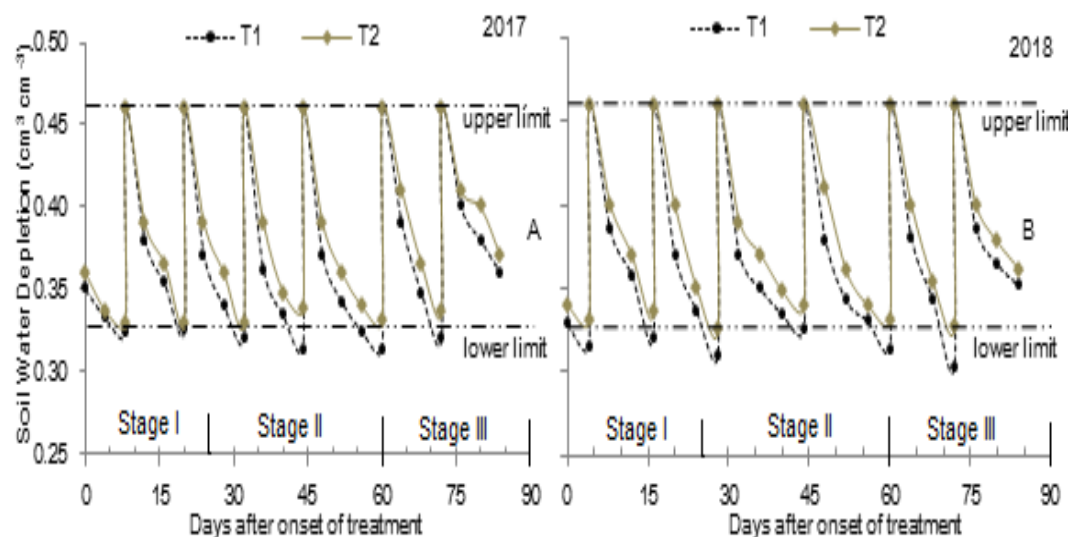 T1 T2 2017
T1 T2 2018
Soil Water Depletion (cm³ cm⁻³)
0.50
0.45
0.40
0.35
0.30
0.25
upper limit
A
lower limit
Stage I Stage II Stage III
0 15 30 45 60 75 90
Days after onset of treatment
upper limit
B
lower limit
Stage I Stage II Stage III
0 15 30 45 60 75 90
Days after onset of treatment